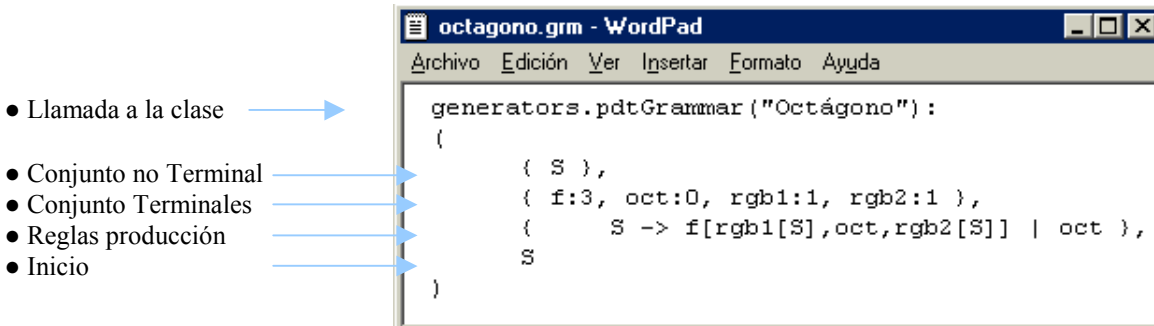 octagono.grm - WordPad
Archivo Edición Ver Insertar Formato Ayuda
● Llamada a la clase
generators.pdtGrammar("Octágono"):
(
● Conjunto no Terminal
{ S },
● Conjunto Terminales
{ f:3, oct:0, rgb1:1, rgb2:1 },
● Reglas producción
{ S -> f[rgb1[S],oct,rgb2[S]] | oct },
● Inicio
S
)